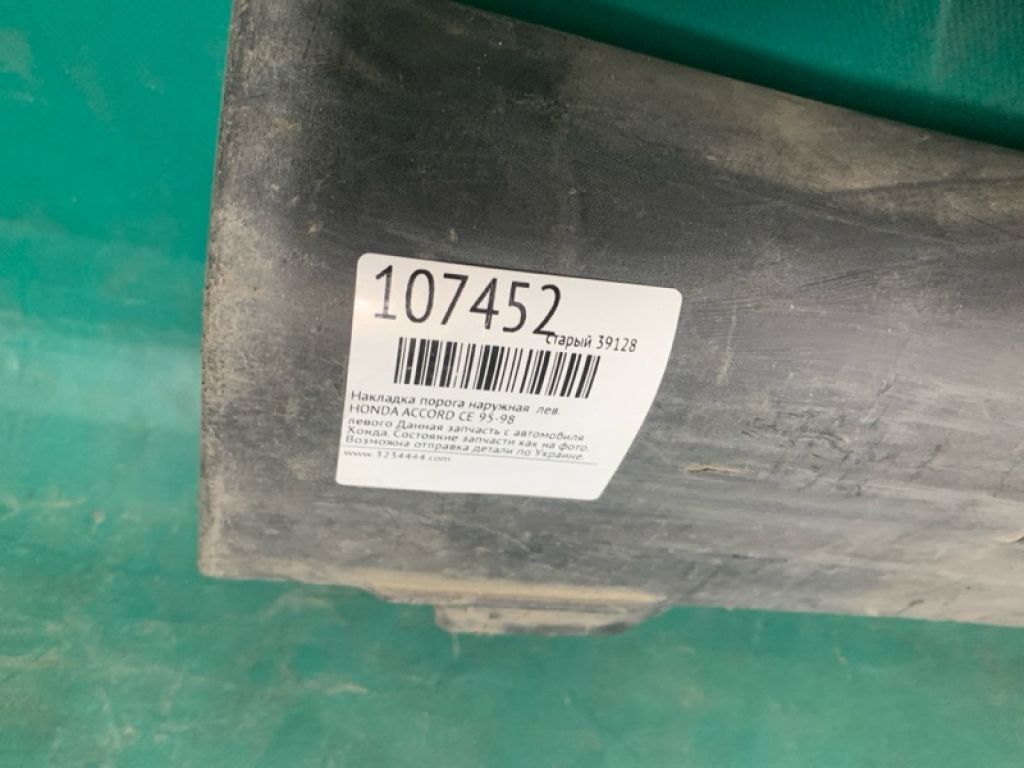 107452
старый 39128
Накладка порога наружная лев.
HONDA ACCORD CE 95-98
левого Данная запчасть с автомобиля
Хонда. Состояние запчасти как на фото.
Возможна отправка детали по Украине.
www.3234444.com